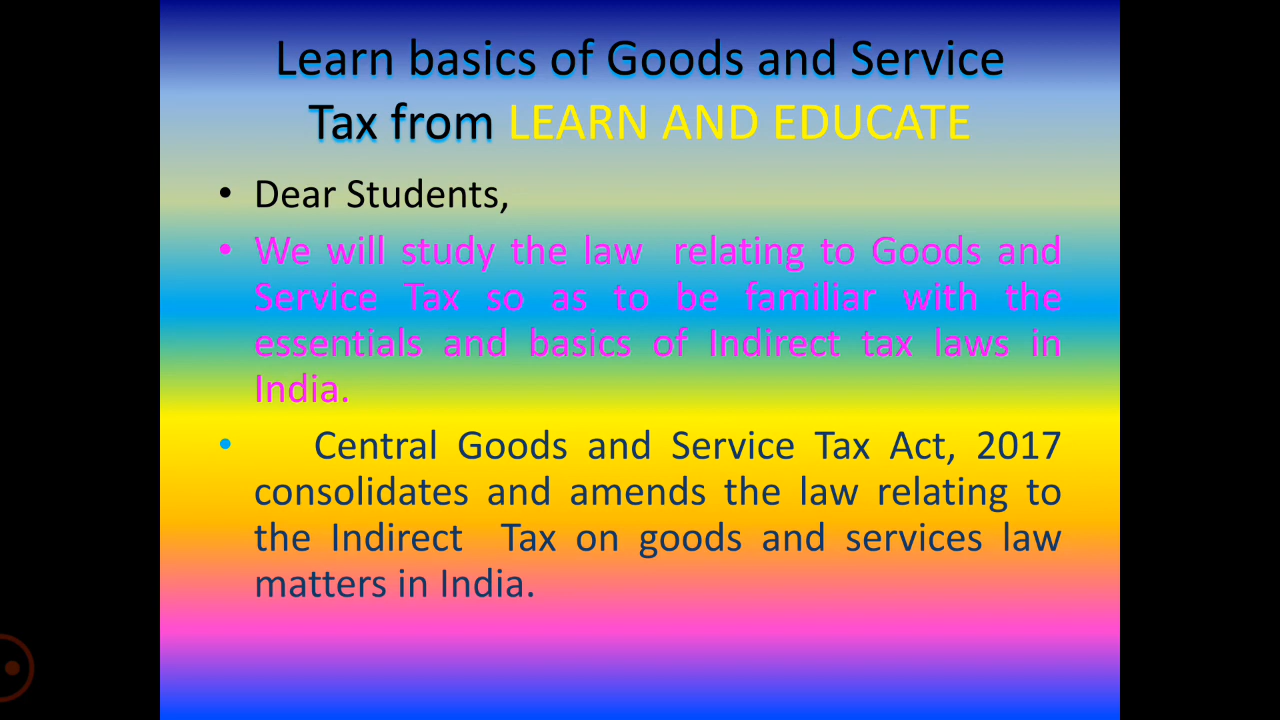 Learn basics of Goods and Service
Tax from LEARN AND EDUCATE
• Dear Students,
• We will study the law relating to Goods and
Service Tax so as to be familiar with the
essentials and basics of Indirect tax laws in
India.
• Central Goods and Service Tax Act, 2017
consolidates and amends the law relating to
the Indirect Tax on goods and services law
matters in India.